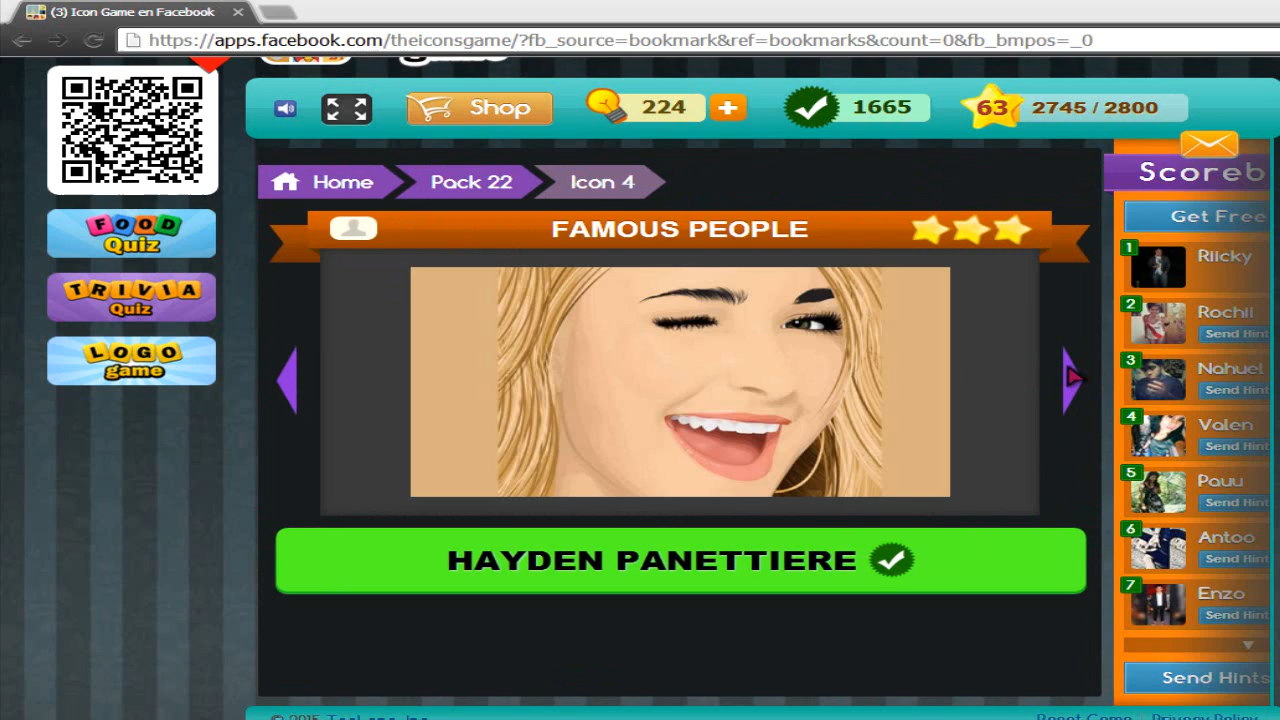 (3) Icon Game en Facebook
https://apps.facebook.com/theiconsgame/?fb_source=bookmark&ref=bookmarks&count=0&fb_bmpos=_0
Shop
224
1665
63
2745 / 2800
Home
Pack 22
Icon 4
FAMOUS PEOPLE
HAYDEN PANETTIERE
FOOD
Quiz
TRIVIA
Quiz
LOGO
game
Scoreb
Get Free
1
RIicky
2
Rochii
Send Hint
3
Nahuel
Send Hint
4
Valen
Send Hint
5
Pauu
Send Hint
6
Antoo
Send Hint
7
Enzo
Send Hint
Send Hints